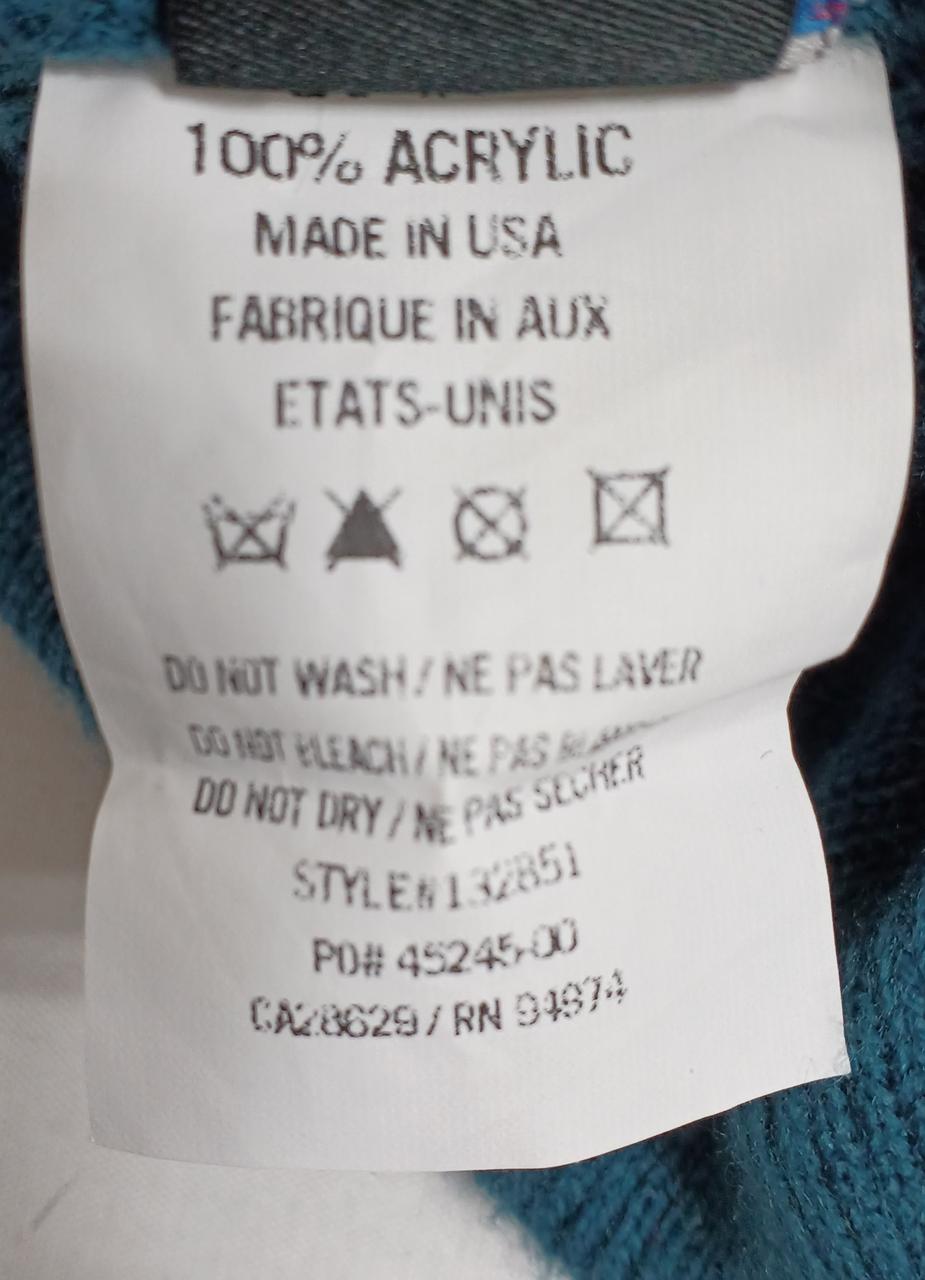 100% ACRYLIC
MADE IN USA
FABRIQUE IN AUX
ETATS-UNIS
DO NOT WASH / NE PAS LAVER
DO NOT BLEACH / NE PAS
DO NOT DRY / NE PAS SECHER
STYLE# 132851
PO# 45245-00
CA28629 / RN 94974